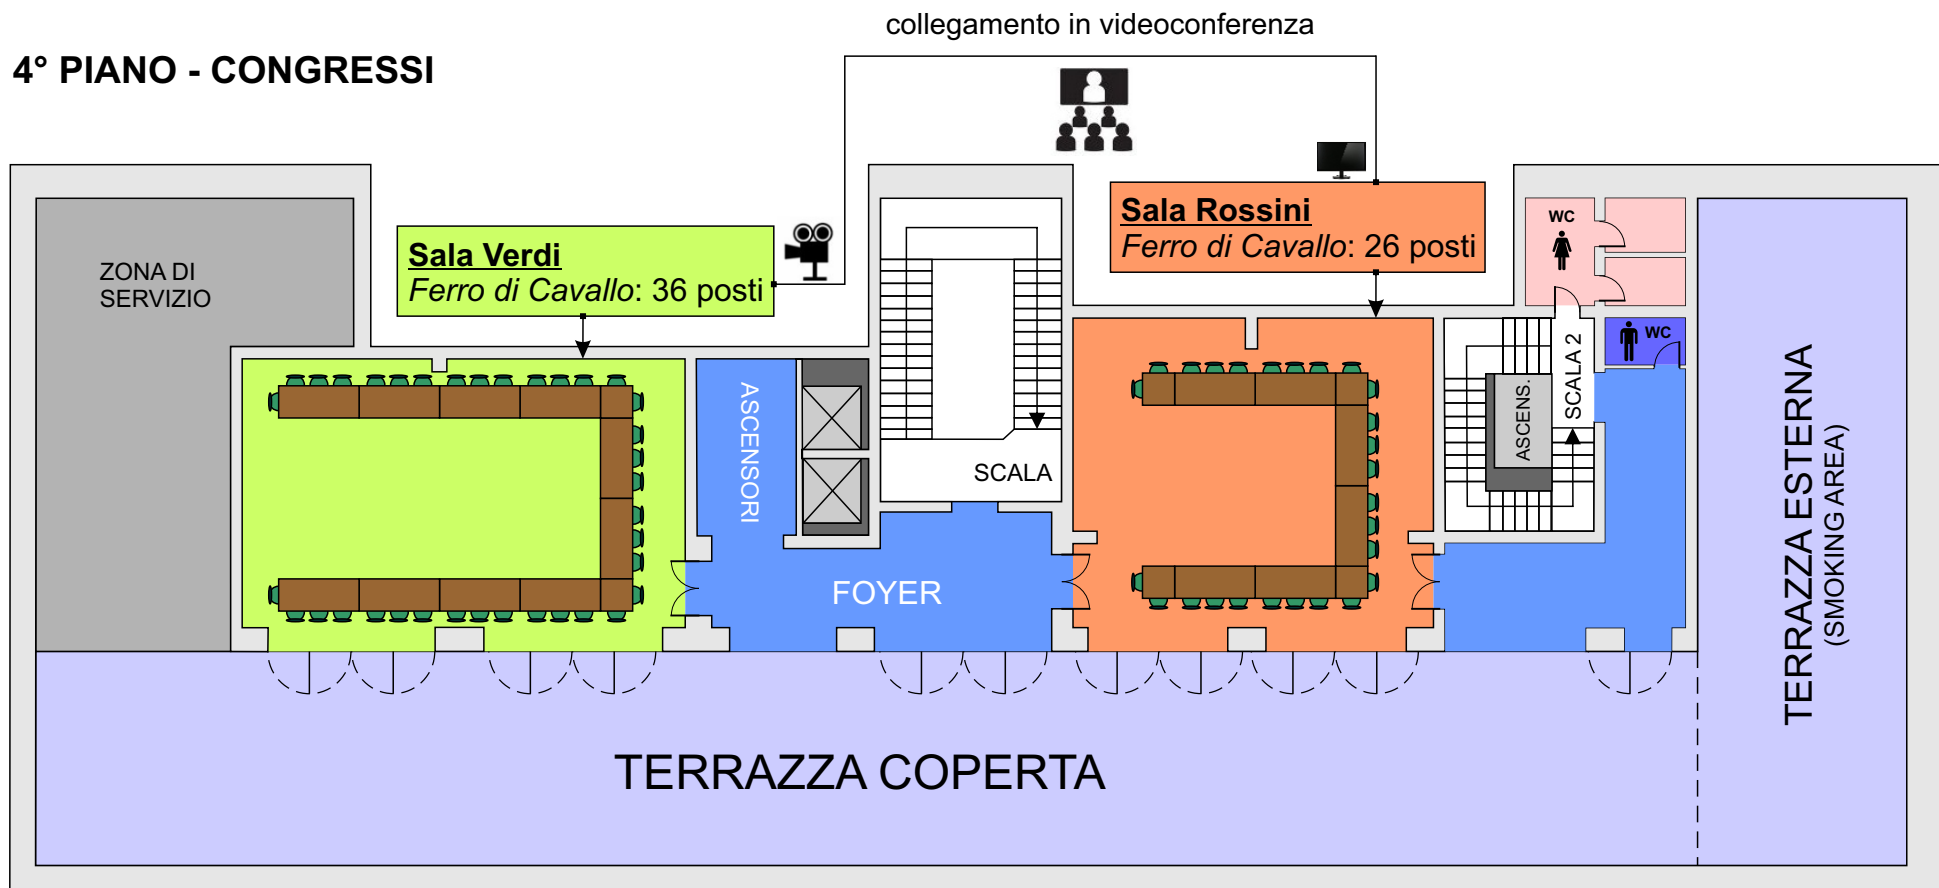 collegamento in videoconferenza
4° PIANO - CONGRESSI
Sala Verdi
Ferro di Cavallo: 36 posti
Sala Rossini
Ferro di Cavallo: 26 posti
ZONA DI
SERVIZIO
ASCENSORI
SCALA
FOYER
WC
WC
SCALA 2
ASCENS.
TERRAZZA ESTERNA
(SMOKING AREA)
TERRAZZA COPERTA